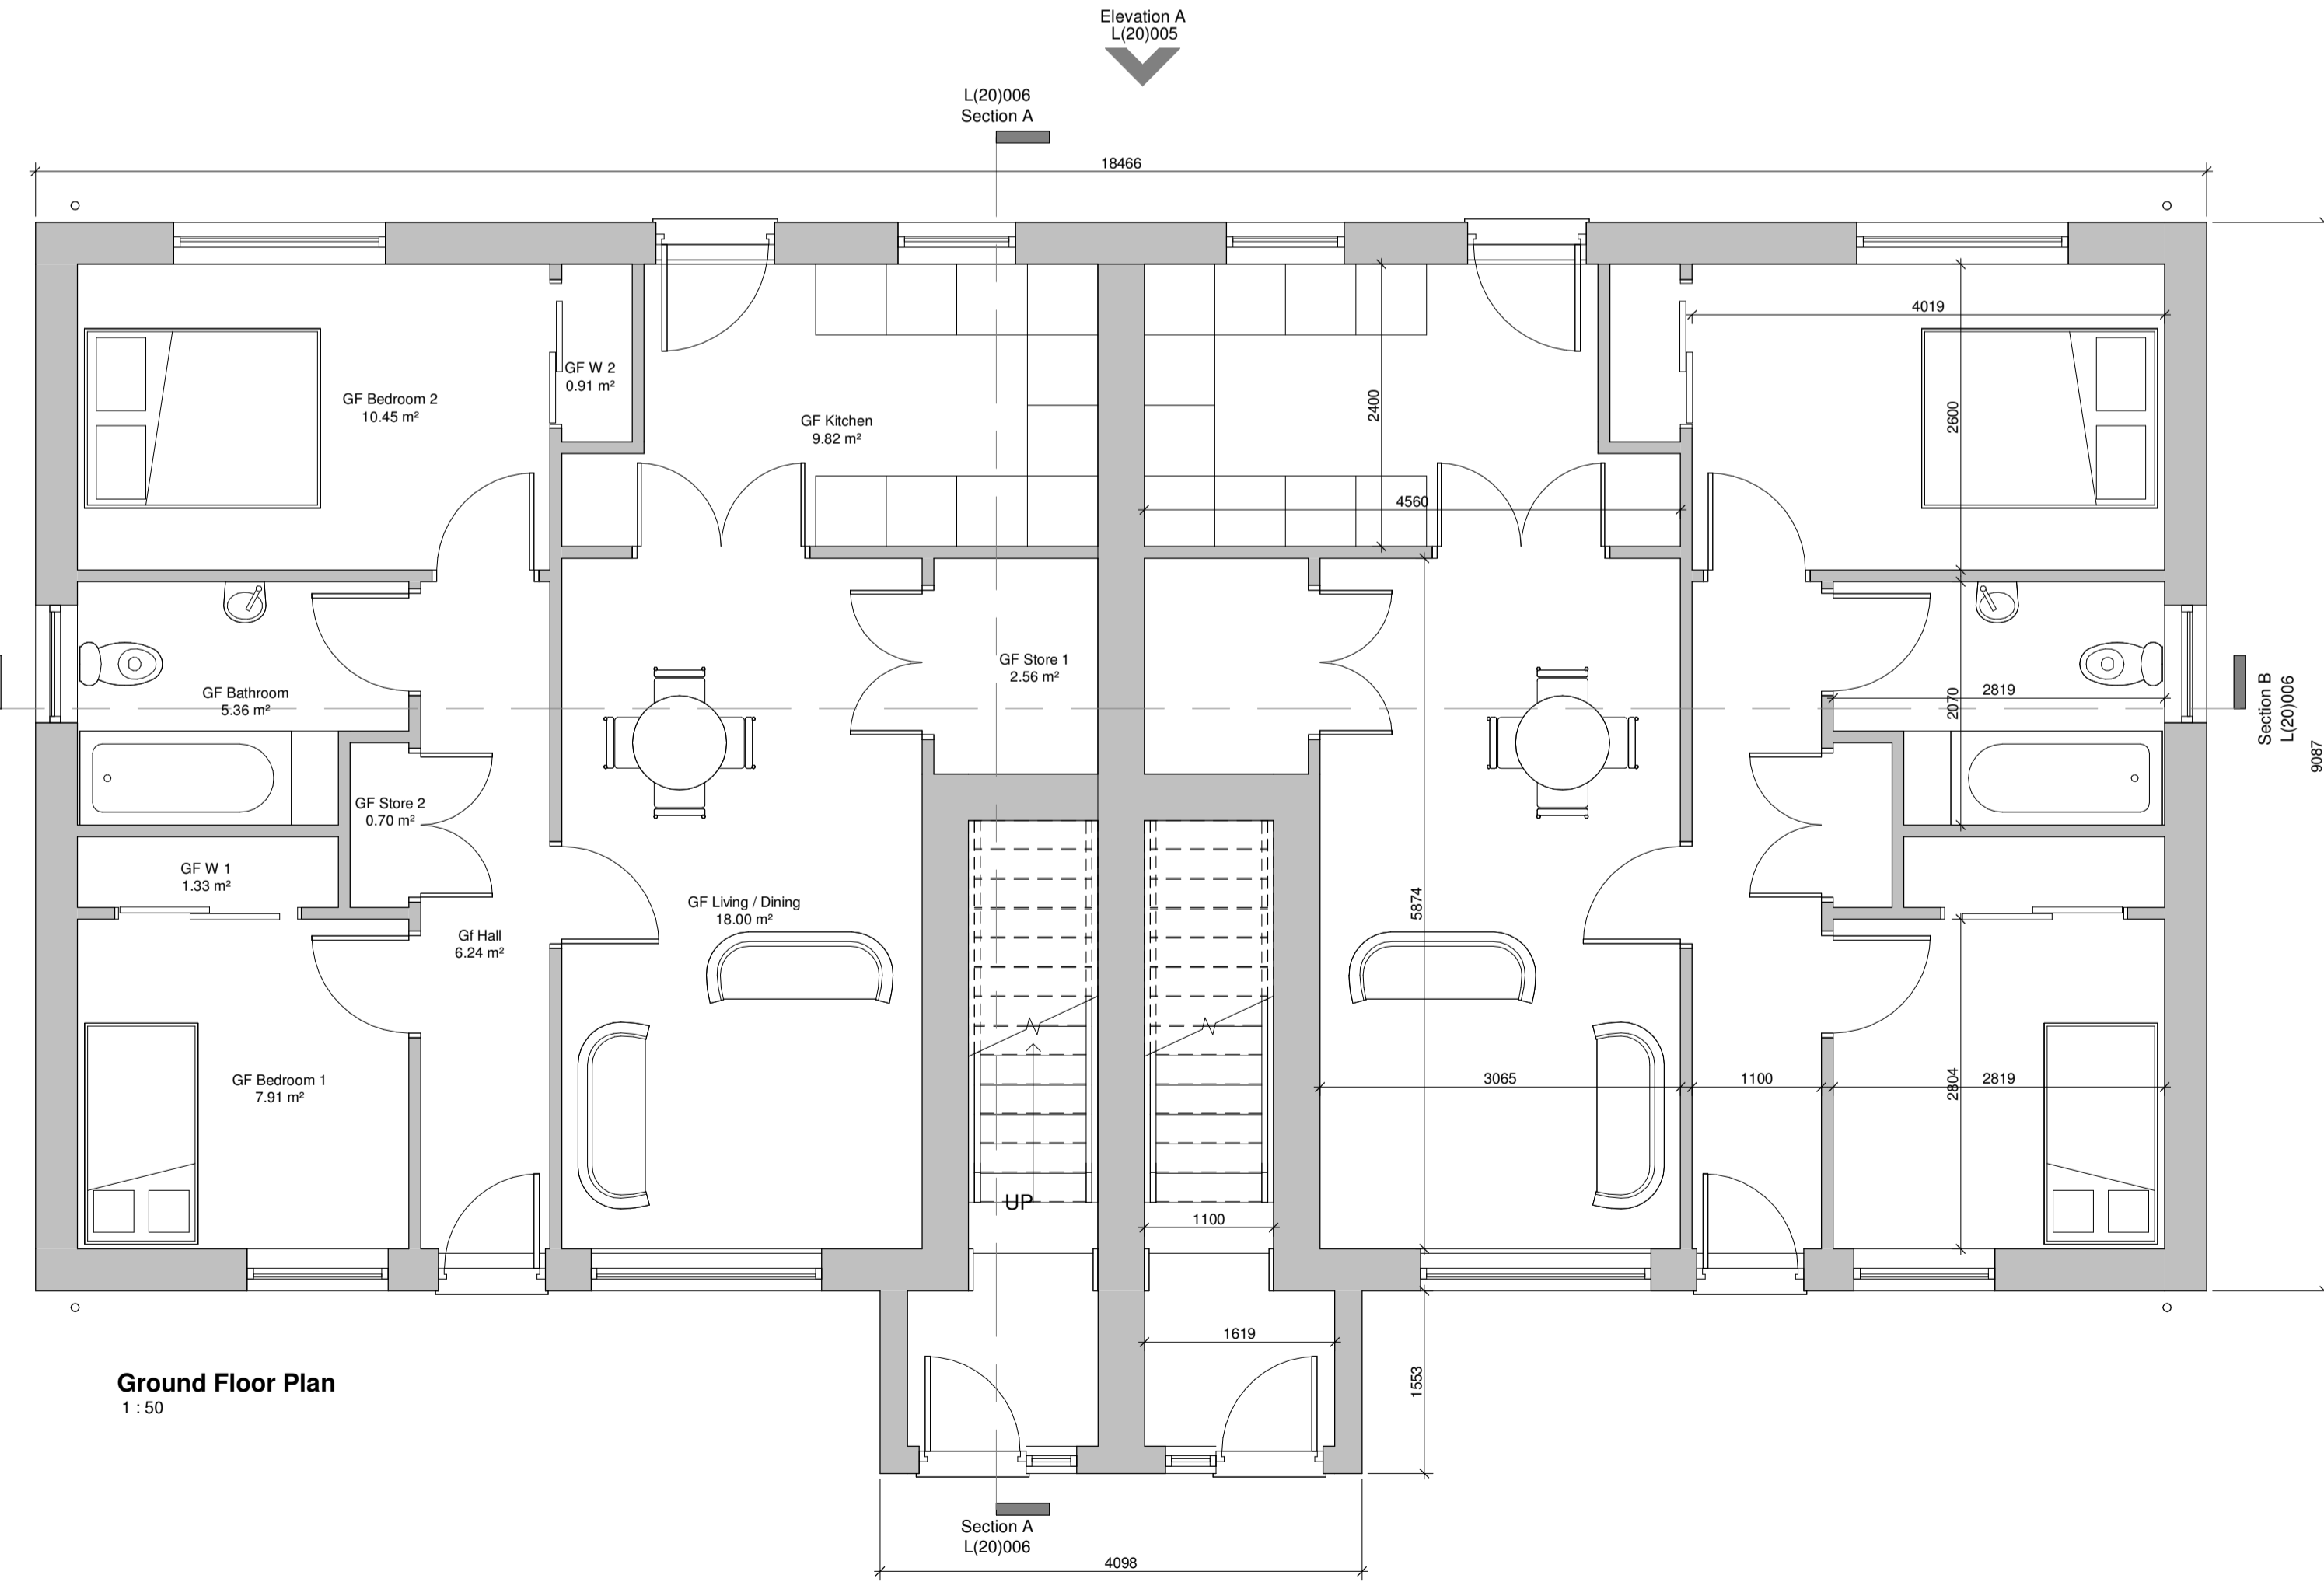 Elevation A
L(20)005
L(20)006
Section A
18466
4019
GF W 2
0.91 m²
GF Bedroom 2
10.45 m²
GF Kitchen
9.82 m²
2400
2600
4560
GF Store 1
2.56 m²
GF Bathroom
5.36 m²
2070
2819
Section B
L(20)006
9087
GF Store 2
0.70 m²
GF W 1
1.33 m²
GF Living / Dining
18.00 m²
5874
Gf Hall
6.24 m²
GF Bedroom 1
7.91 m²
3065
1100
2804
2819
UP
1100
1619
1553
Ground Floor Plan
1 : 50
Section A
L(20)006
4098